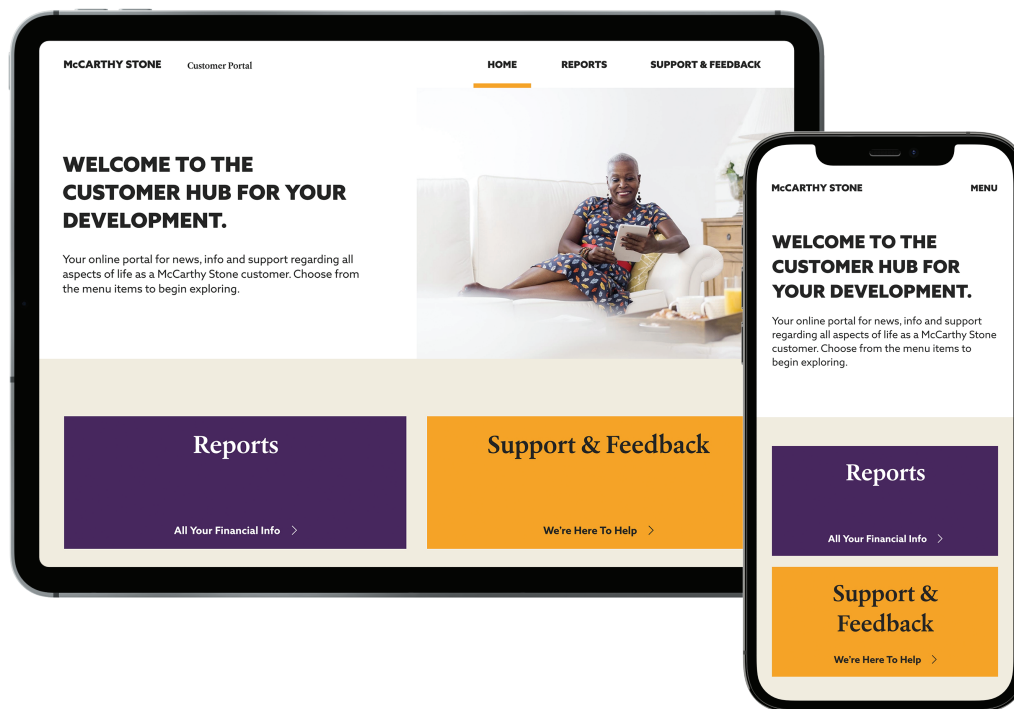 McCARTHY STONE
Customer Portal
HOME
REPORTS
SUPPORT & FEEDBACK
WELCOME TO THE
CUSTOMER HUB FOR YOUR
DEVELOPMENT.
Your online portal for news, info and support regarding all
aspects of life as a McCarthy Stone customer. Choose from
the menu items to begin exploring.
Reports
All Your Financial Info
Support & Feedback
We're Here To Help
McCARTHY STONE
MENU
WELCOME TO THE
CUSTOMER HUB FOR
YOUR DEVELOPMENT.
Your online portal for news, info and support
regarding all aspects of life as a McCarthy Stone
customer. Choose from the menu items to
begin exploring.
Reports
All Your Financial Info
Support &
Feedback
We're Here To Help